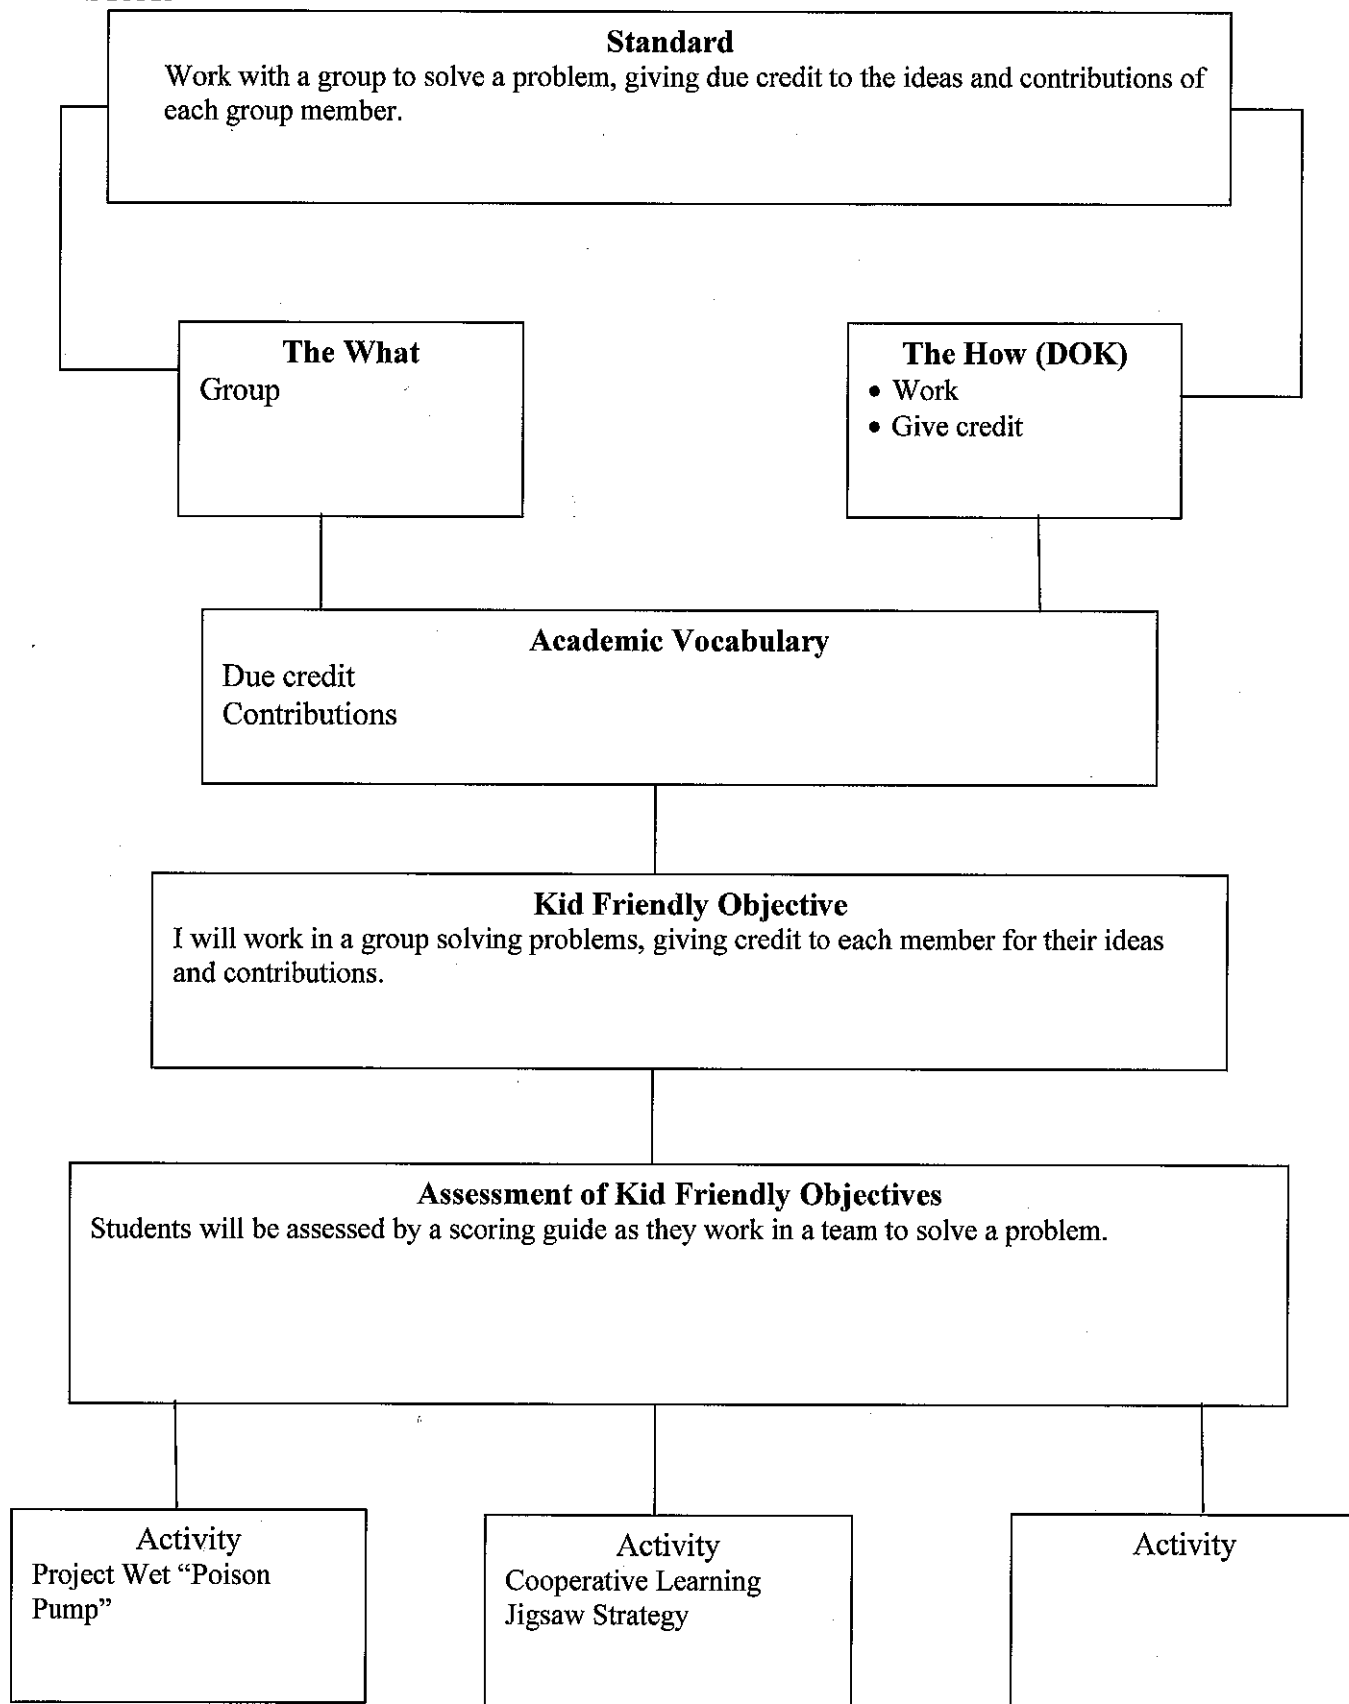 Standard
Work with a group to solve a problem, giving due credit to the ideas and contributions of
each group member.
The What
Group
The How (DOK)
• Work
• Give credit
Academic Vocabulary
Due credit
Contributions
Kid Friendly Objective
I will work in a group solving problems, giving credit to each member for their ideas
and contributions.
Assessment of Kid Friendly Objectives
Students will be assessed by a scoring guide as they work in a team to solve a problem.
Activity
Project Wet “Poison
Pump”
Activity
Cooperative Learning
Jigsaw Strategy
Activity